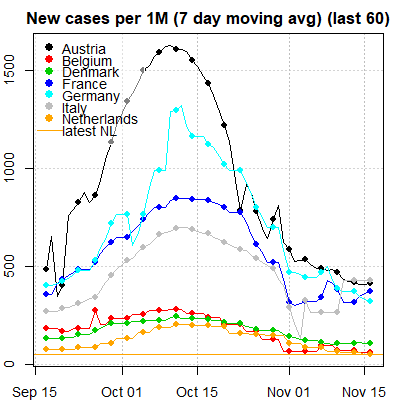 New cases per 1M (7 day moving avg) (last 60)
Austria
Belgium
Denmark
France
Germany
Italy
Netherlands
latest NL
1500
1000
500
0
Sep 15 Oct 01 Oct 15 Nov 01 Nov 15